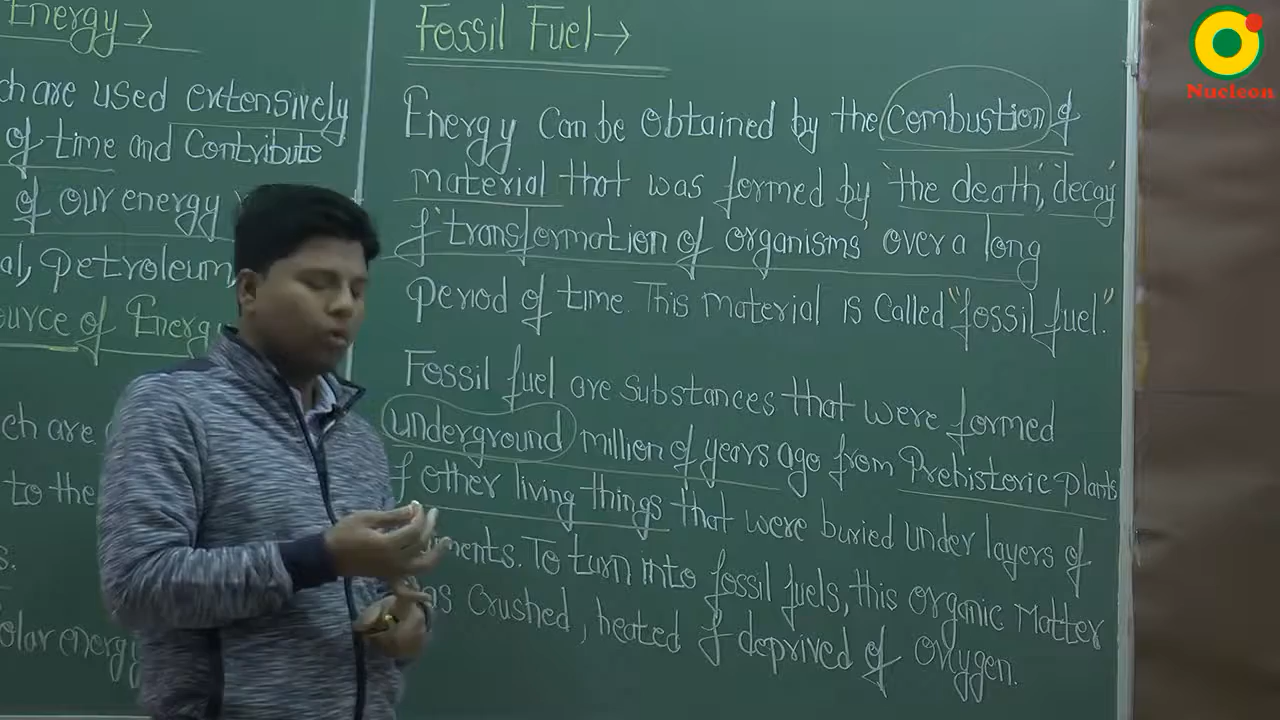 Energy →
ch are used extensively
of time and Contribute
of our energy
al, Petroleum,
ource of Energy
ch are
to the
s.
olar energy
Fossil Fuel →
Energy Can be Obtained by the Combustion of
material that was formed by 'the death', 'decay'
& 'transformation of organisms' over a long
Period of time. This material is Called "fossil fuel."
Fossil fuel are Substances that were formed
underground million of years ago from Prehistoric Plants
& other living things that were buried under layers of
ments. To turn into fossil fuels, this organic Matter
as Crushed, heated & deprived of Oxygen.
Nucleon